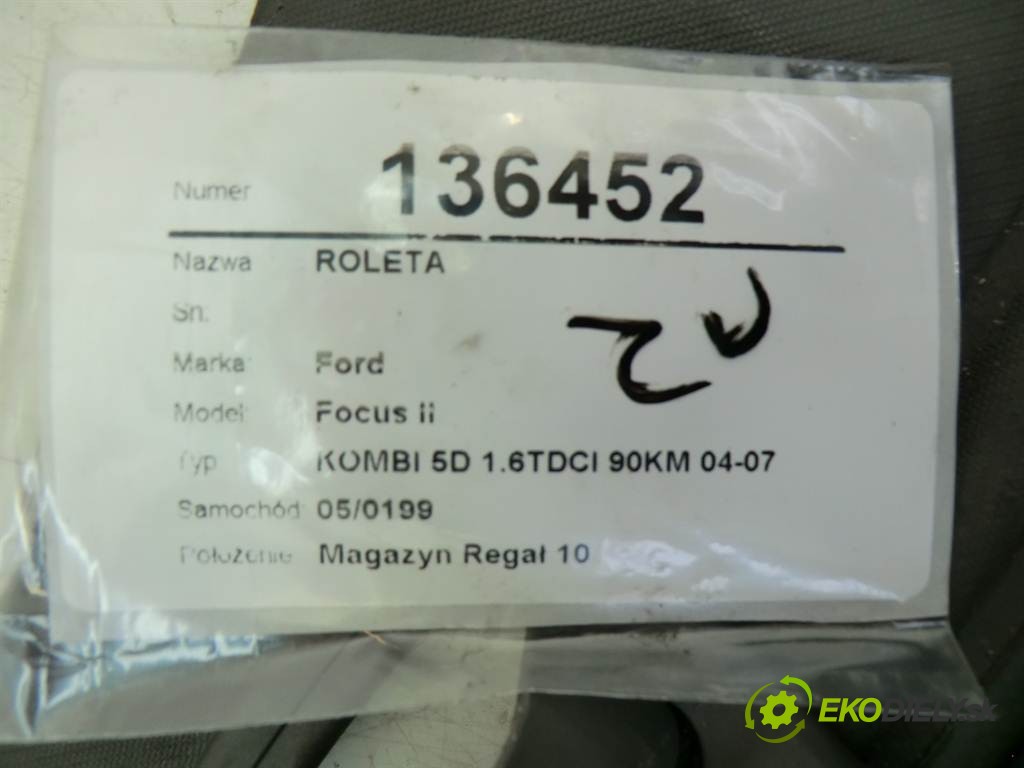 Numer 136452
Nazwa ROLETA
Sn:
Marka Ford
Model: Focus ii
Typ KOMBI 5D 1.6TDCI 90KM 04-07
Samochód 05/0199
Położenie Magazyn Regał 10
EKODIELY.SK